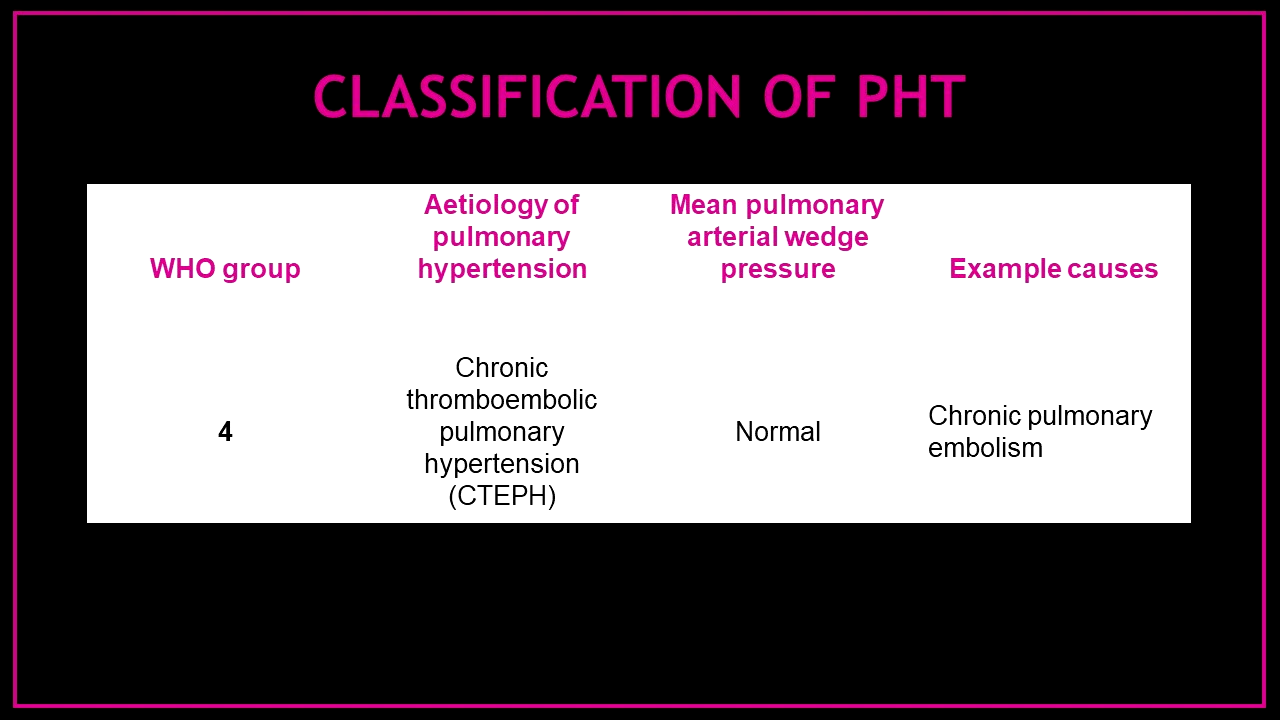 CLASSIFICATION OF PHT
WHO group
Aetiology of
pulmonary
hypertension
Mean pulmonary
arterial wedge
pressure
Example causes
4
Chronic
thromboembolic
pulmonary
hypertension
(CTEPH)
Normal
Chronic pulmonary
embolism